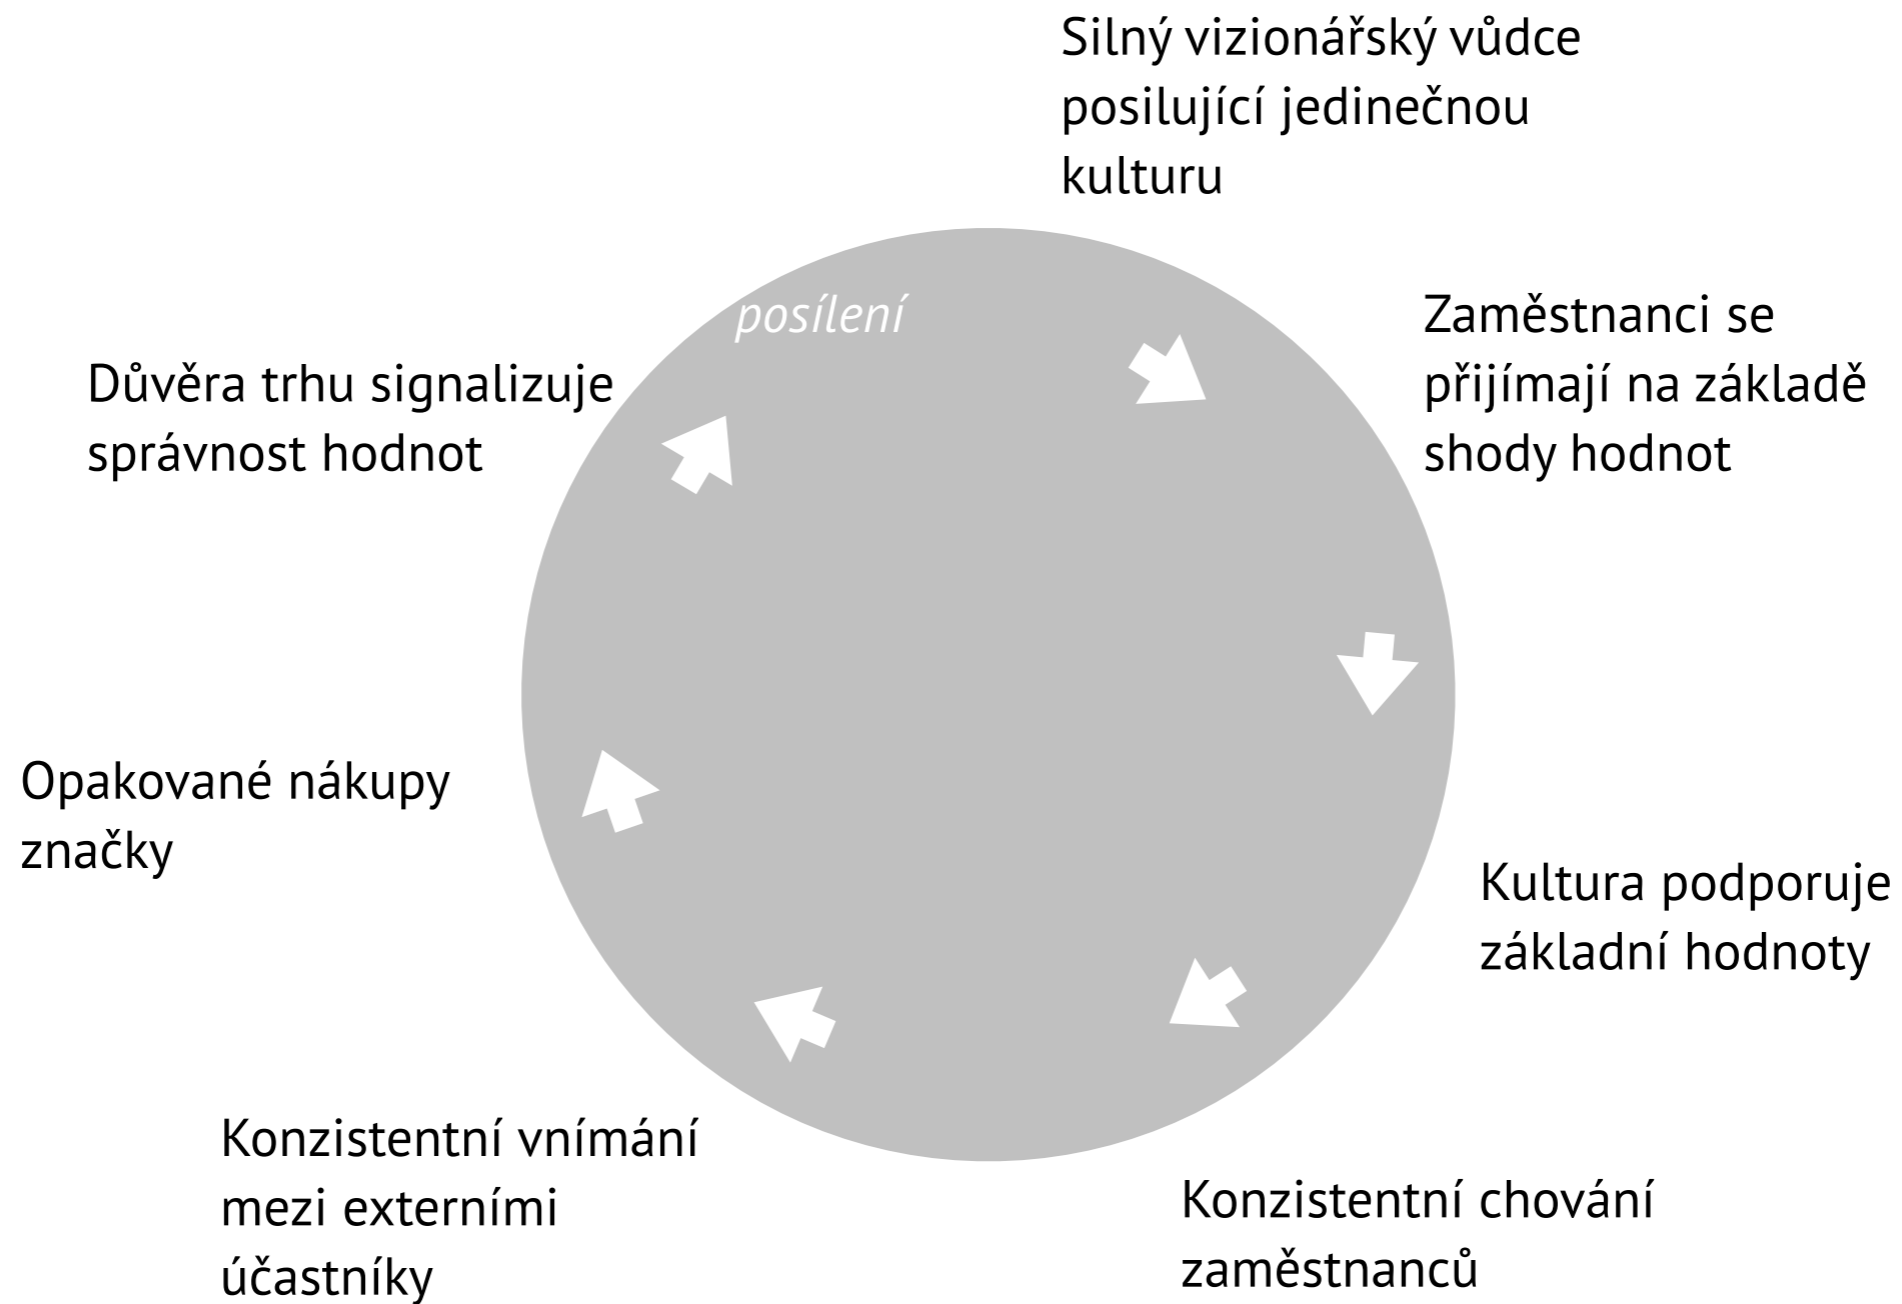 Silný vizionářský vůdce
posilující jedinečnou
kulturu
posílení
Zaměstnanci se
přijímají na základě
shody hodnot
Důvěra trhu signalizuje
správnost hodnot
Opakované nákupy
značky
Kultura podporuje
základní hodnoty
Konzistentní vnímání
mezi externími
účastníky
Konzistentní chování
zaměstnanců